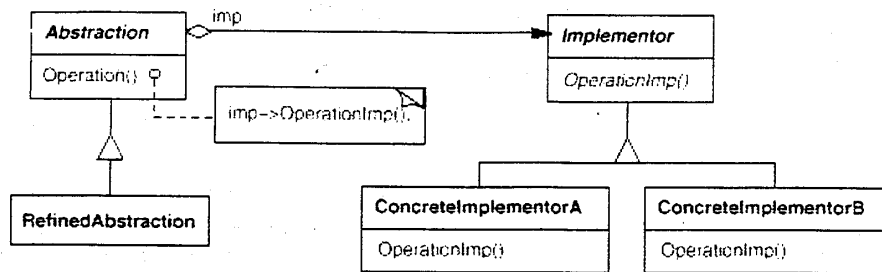 imp
Abstraction
Operation()
Implementor
OperationImp()
imp->OperationImp();
RefinedAbstraction
ConcreteImplementorA
OperationImp()
ConcreteImplementorB
OperationImp()